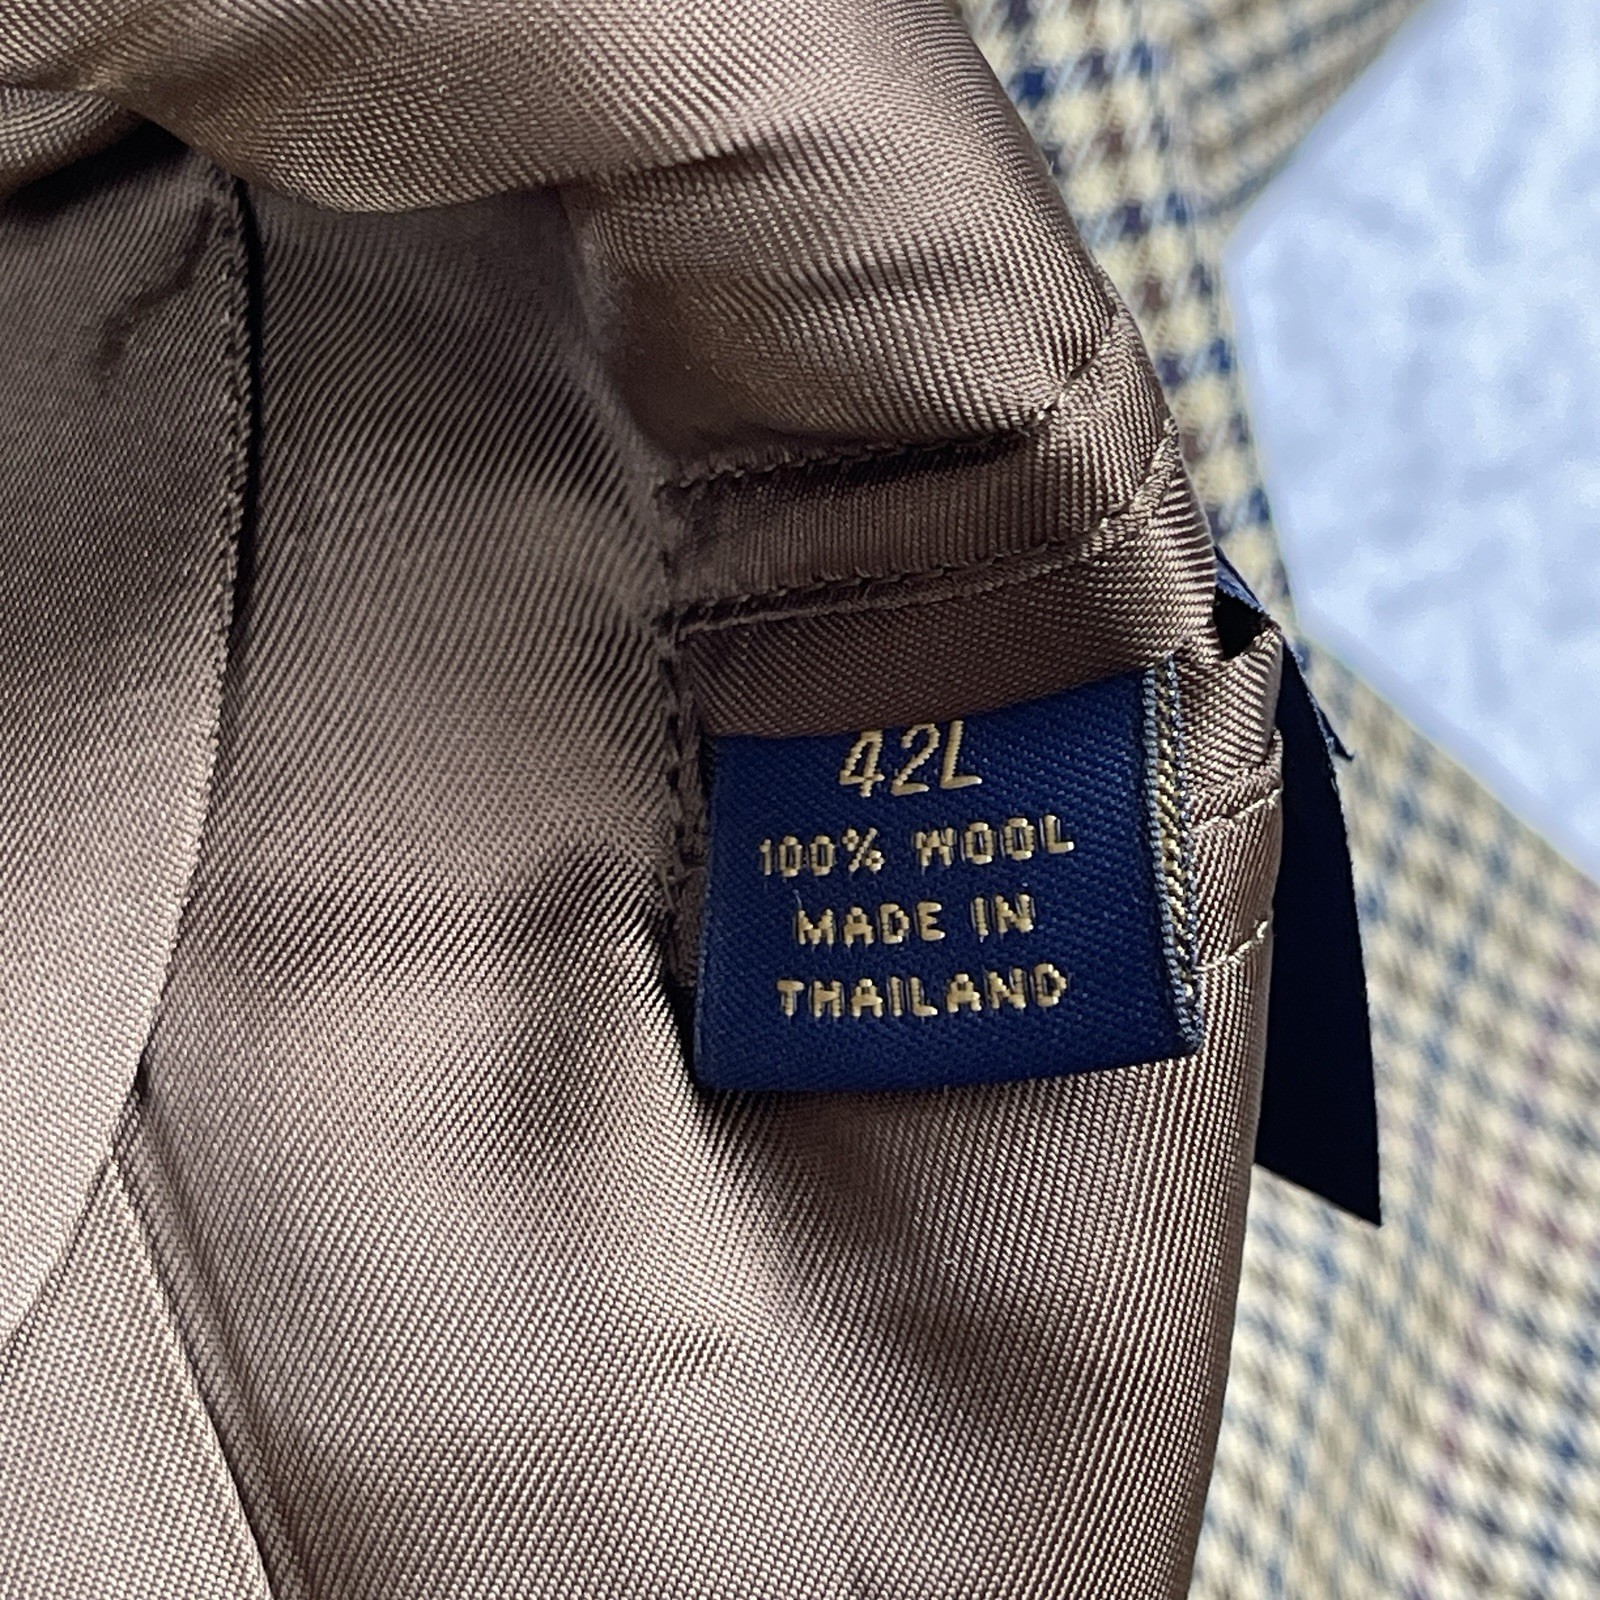 42L
100% WOOL
MADE IN
THAILAND